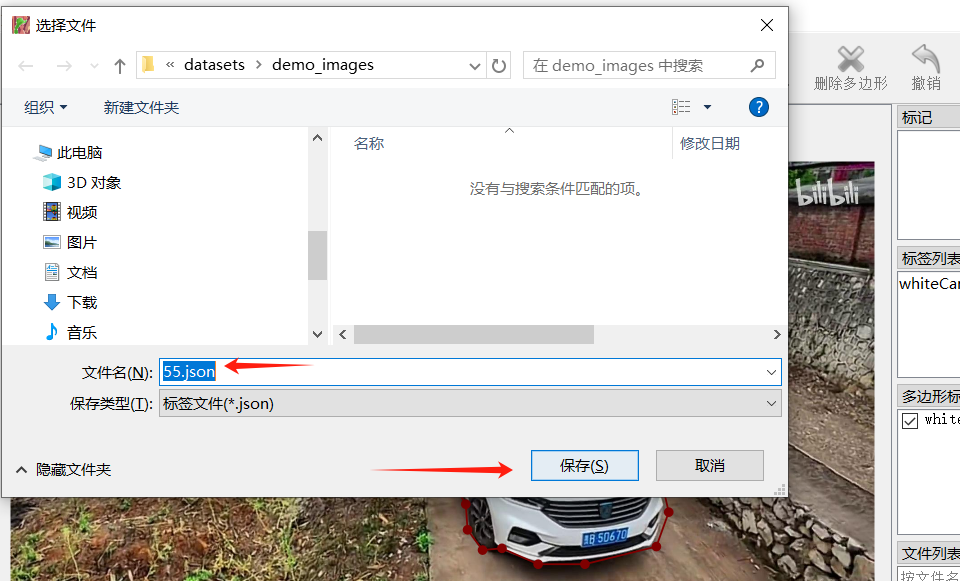 选择文件
« datasets › demo_images
在 demo_images 中搜索
组织
新建文件夹
此电脑
3D 对象
视频
图片
文档
下载
音乐
名称
修改日期
没有与搜索条件匹配的项。
文件名(N):
55.json
保存类型(T):
标签文件(*.json)
隐藏文件夹
保存(S)
取消
删除多边形
撤销
标记
bilibili
标签列表
whiteCar
多边形标
white
文件列表
按文件名
B·50670